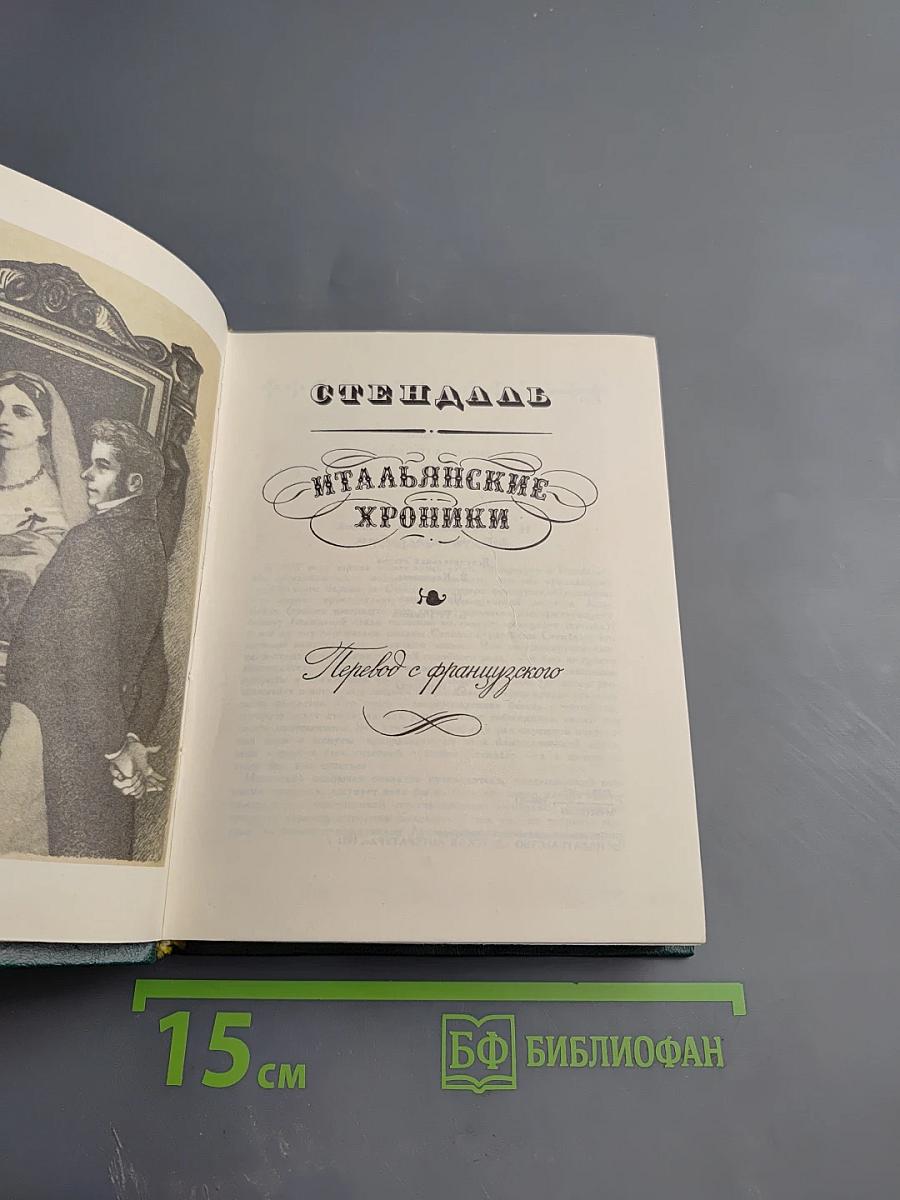 СТЕНДАЛЬ
ИТАЛЬЯНСКИЕ
ХРОНИКИ
Перевод с французского
15 см
БФ БИБЛИОФАН